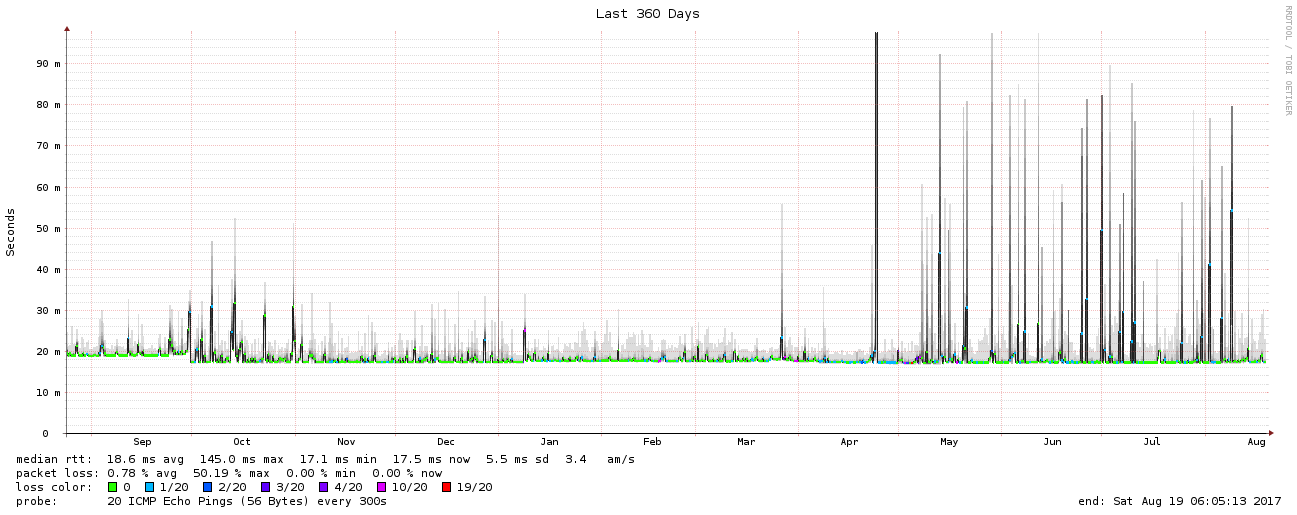 Last 360 Days
RRDTOOL / TOBI OETIKER
Seconds
90 m
80 m
70 m
60 m
50 m
40 m
30 m
20 m
10 m
0
Sep Oct Nov Dec Jan Feb Mar Apr May Jun Jul Aug
median rtt: 18.6 ms avg 145.0 ms max 17.1 ms min 17.5 ms now 5.5 ms sd 3.4 am/s
packet loss: 0.78 % avg 50.19 % max 0.00 % min 0.00 % now
loss color: 0 1/20 2/20 3/20 4/20 10/20 19/20
probe: 20 ICMP Echo Pings (56 Bytes) every 300s
end: Sat Aug 19 06:05:13 2017